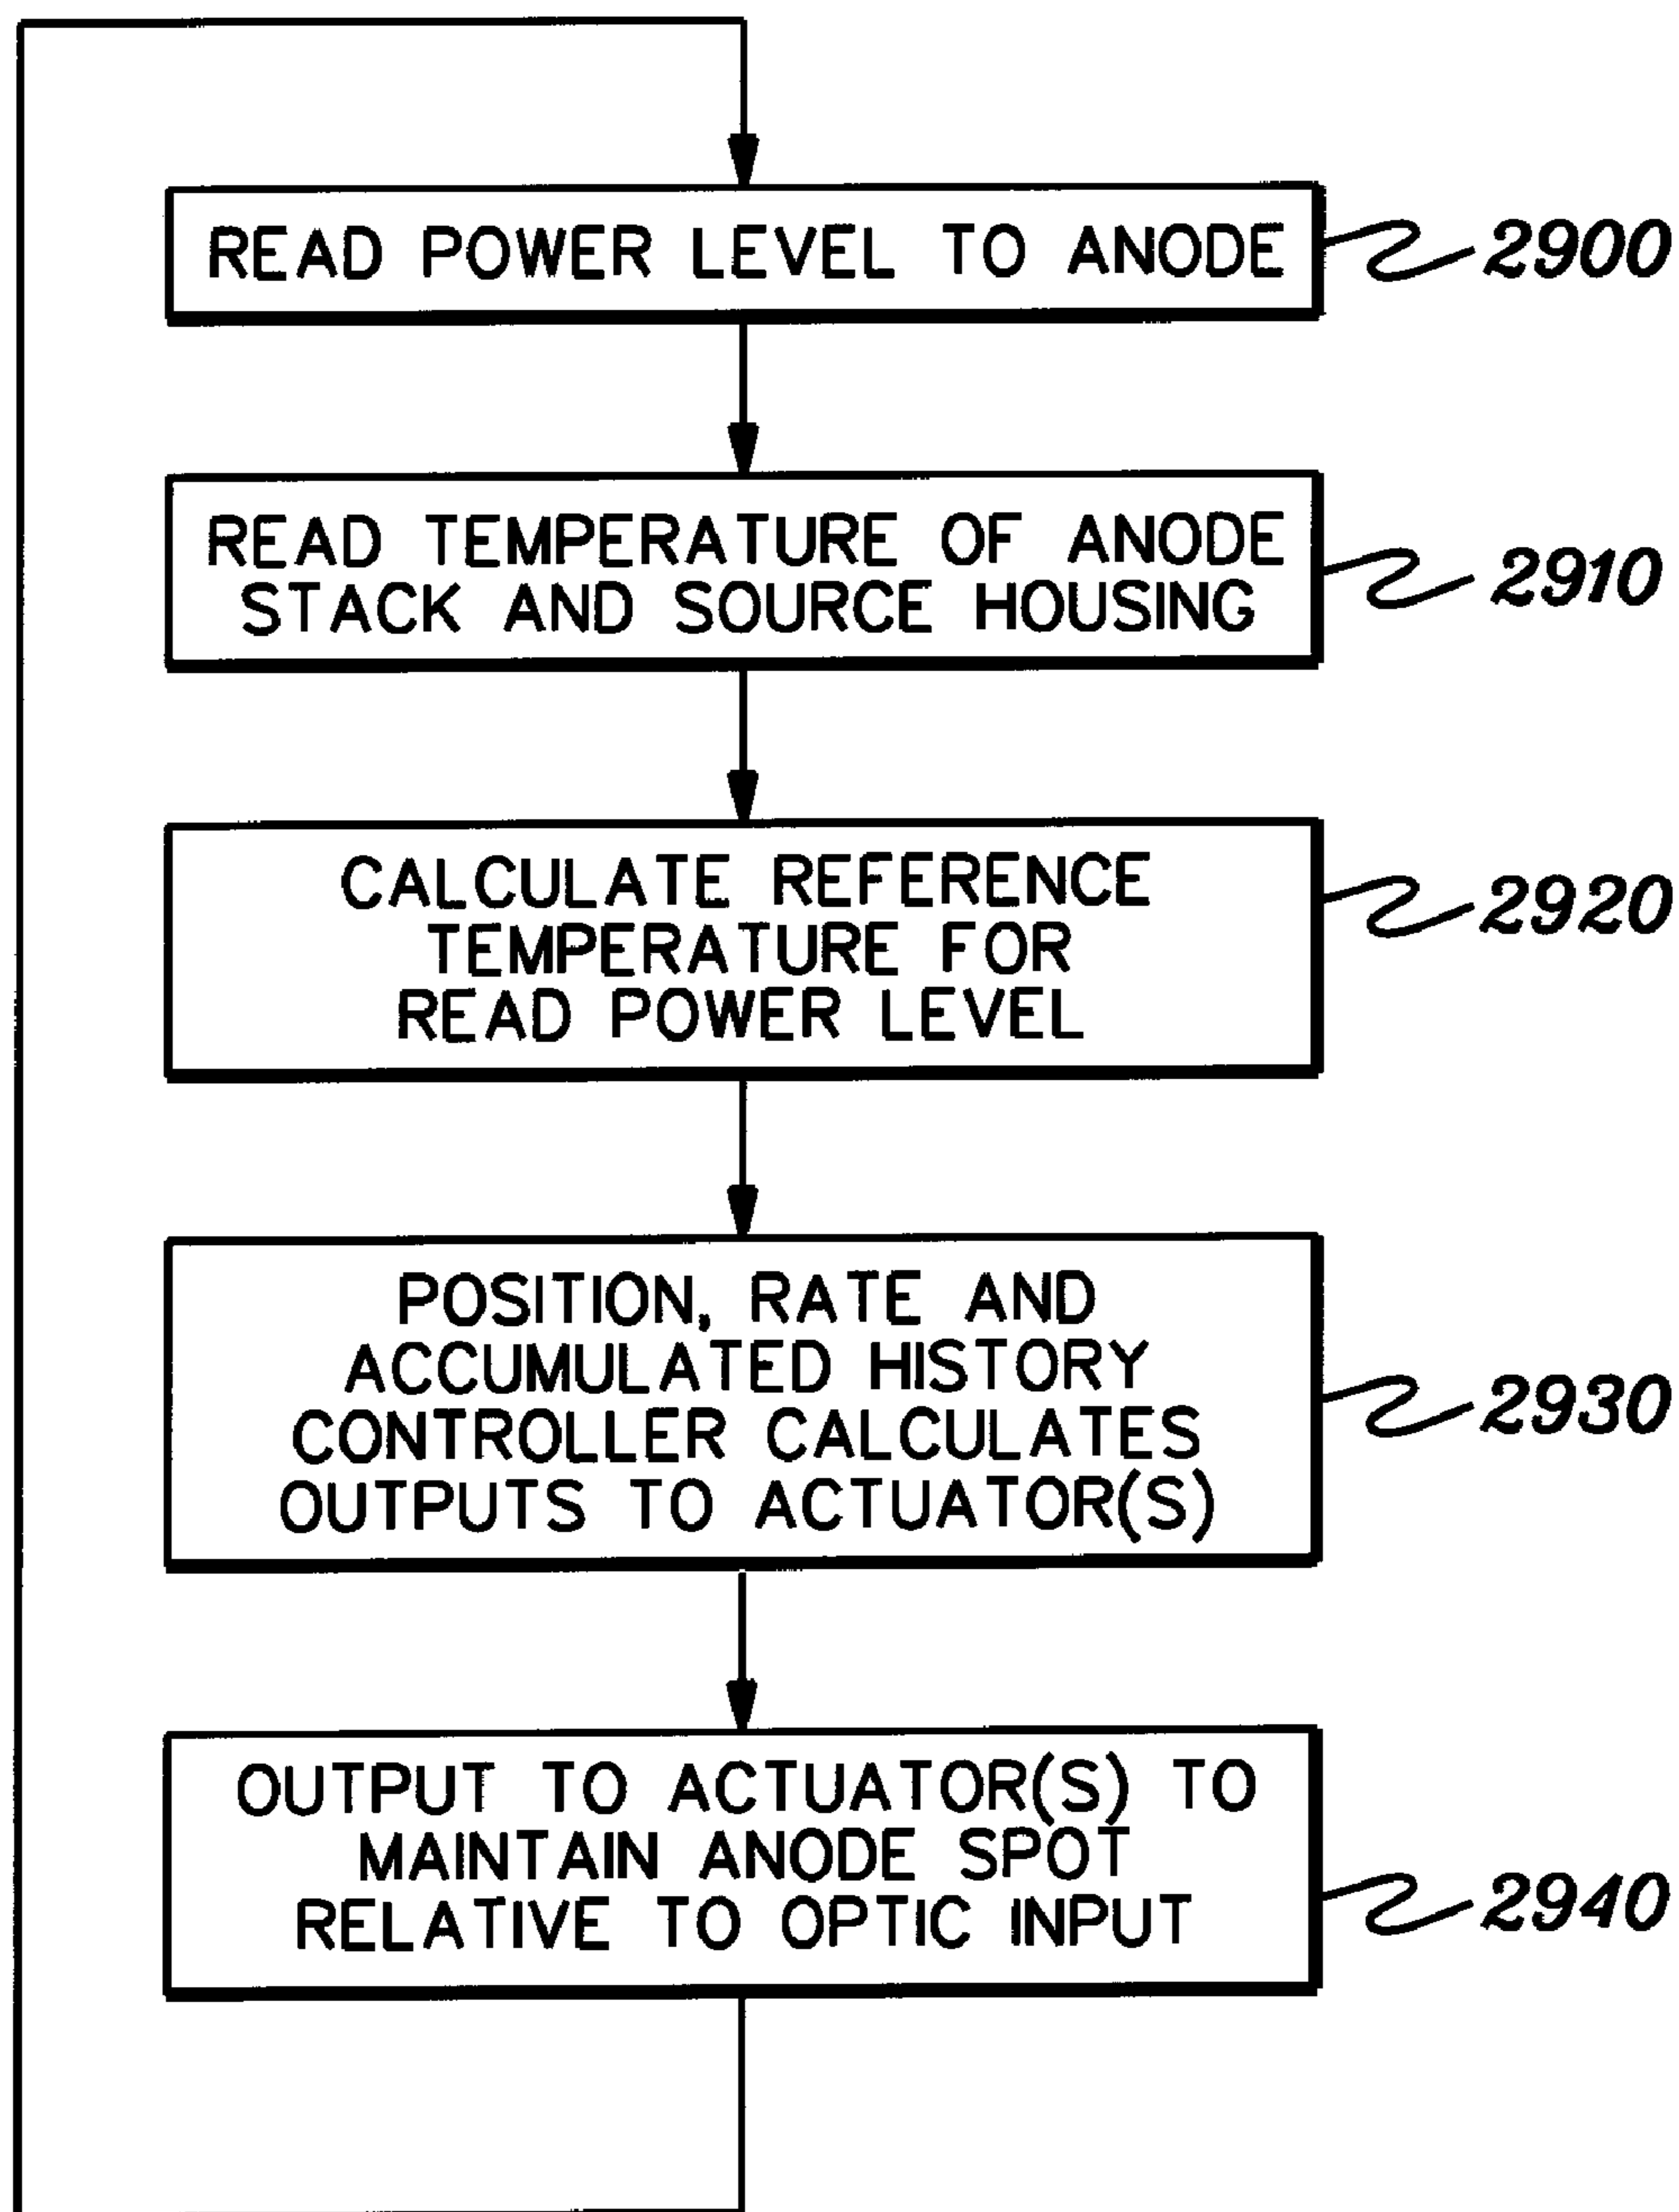 READ POWER LEVEL TO ANODE
2900
READ TEMPERATURE OF ANODE
STACK AND SOURCE HOUSING
2910
CALCULATE REFERENCE
TEMPERATURE FOR
READ POWER LEVEL
2920
POSITION, RATE AND
ACCUMULATED HISTORY
CONTROLLER CALCULATES
OUTPUTS TO ACTUATOR(S)
2930
OUTPUT TO ACTUATOR(S) TO
MAINTAIN ANODE SPOT
RELATIVE TO OPTIC INPUT
2940